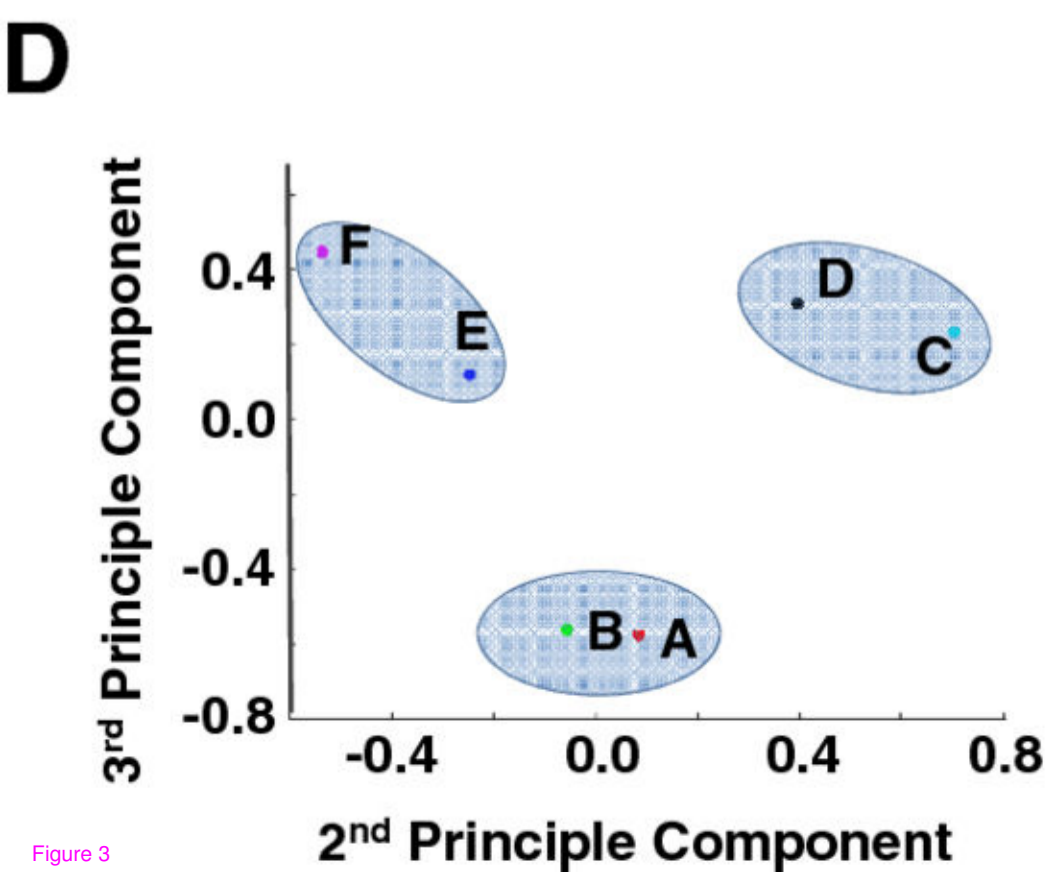 D
3rd Principle Component
0.4
0.0
-0.4
-0.8
F
E
D
C
B A
-0.4 0.0 0.4 0.8
2nd Principle Component
Figure 3